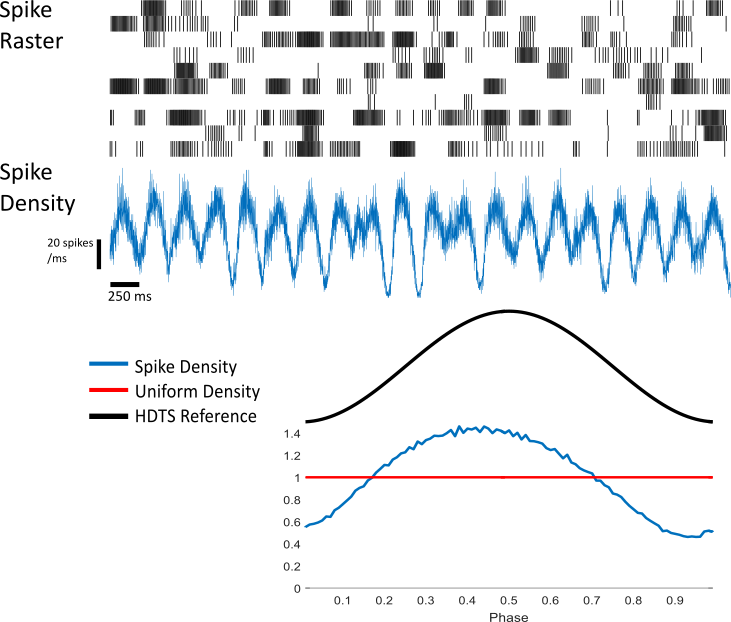 Spike
Raster
Spike
Density
20 spikes
/ms
250 ms
Spike Density
Uniform Density
HDTS Reference
1.4
1.2
1
0.8
0.6
0.4
0.2
0
0.1 0.2 0.3 0.4 0.5 0.6 0.7 0.8 0.9
Phase